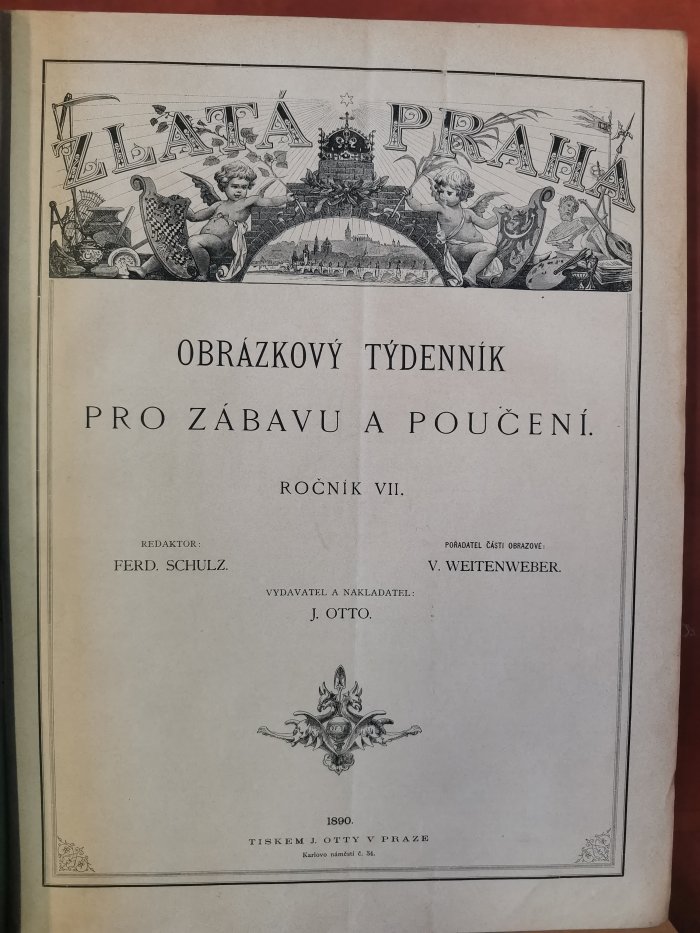 ZLATÁ PRAHA
OBRÁZKOVÝ TÝDENNÍK
PRO ZÁBAVU A POUČENÍ.
ROČNÍK VII.
REDAKTOR:
FERD. SCHULZ.
POŘADATEL ČÁSTI OBRAZOVÉ:
V. WEITENWEBER.
VYDAVATEL A NAKLADATEL:
J. OTTO.
1890.
TISKEM J. OTTY V PRAZE
Karlovo náměstí č. 34.